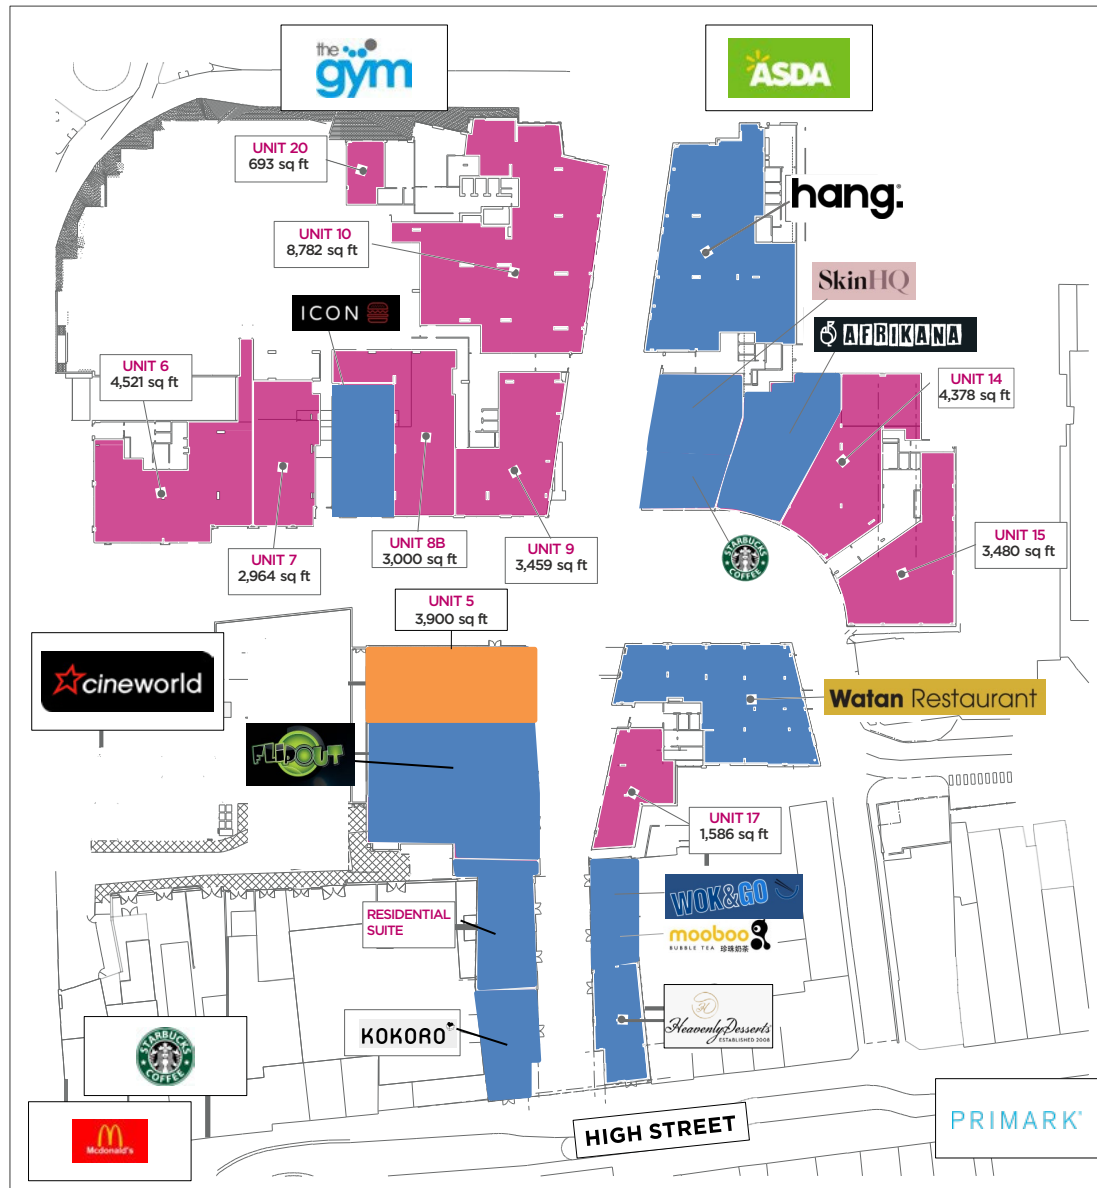 the
gym
ASDA
UNIT 20
693 sq ft
hang.®
UNIT 10
8,782 sq ft
SkinHQ
ICON
AFRIKANA
UNIT 6
4,521 sq ft
UNIT 14
4,378 sq ft
UNIT 7
2,964 sq ft
UNIT 8B
3,000 sq ft
UNIT 9
3,459 sq ft
STARBUCKS
COFFEE
UNIT 15
3,480 sq ft
UNIT 5
3,900 sq ft
cineworld
Watan Restaurant
FLipOUT
UNIT 17
1,586 sq ft
WOK&GO
RESIDENTIAL
SUITE
mooboo
BUBBLE TEA 珍珠奶茶
H
Heavenly Desserts
ESTABLISHED 2008
KOKORO
STARBUCKS
COFFEE
HIGH STREET
PRIMARK®
McDonald's